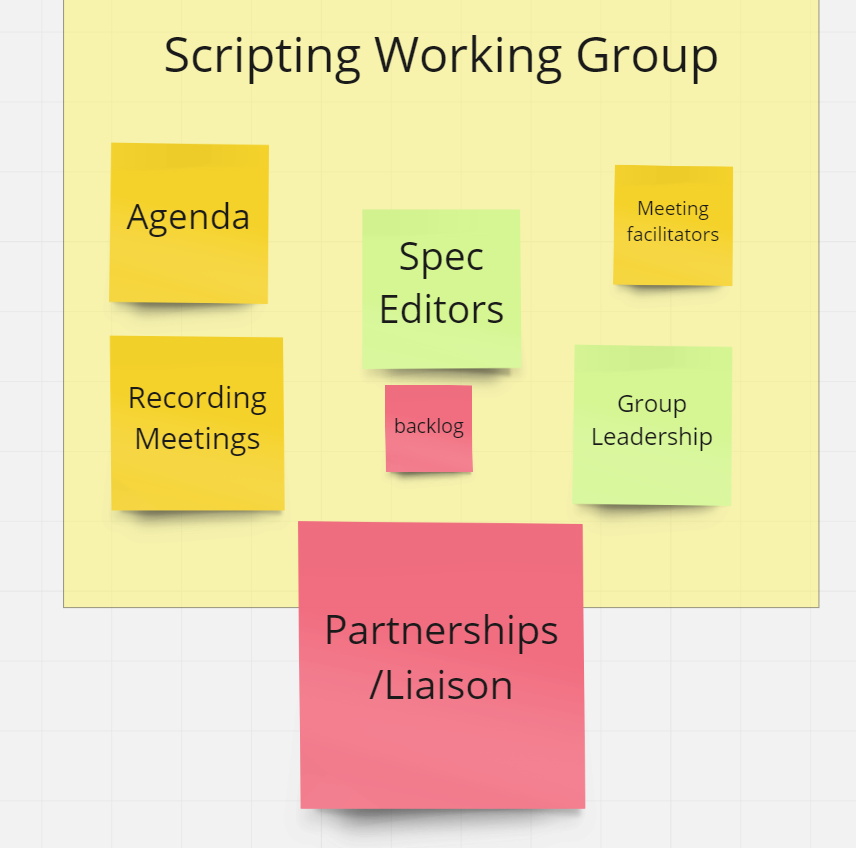 Scripting Working Group
Agenda
Meeting
facilitators
Spec
Editors
Recording
Meetings
backlog
Group
Leadership
Partnerships
/Liaison